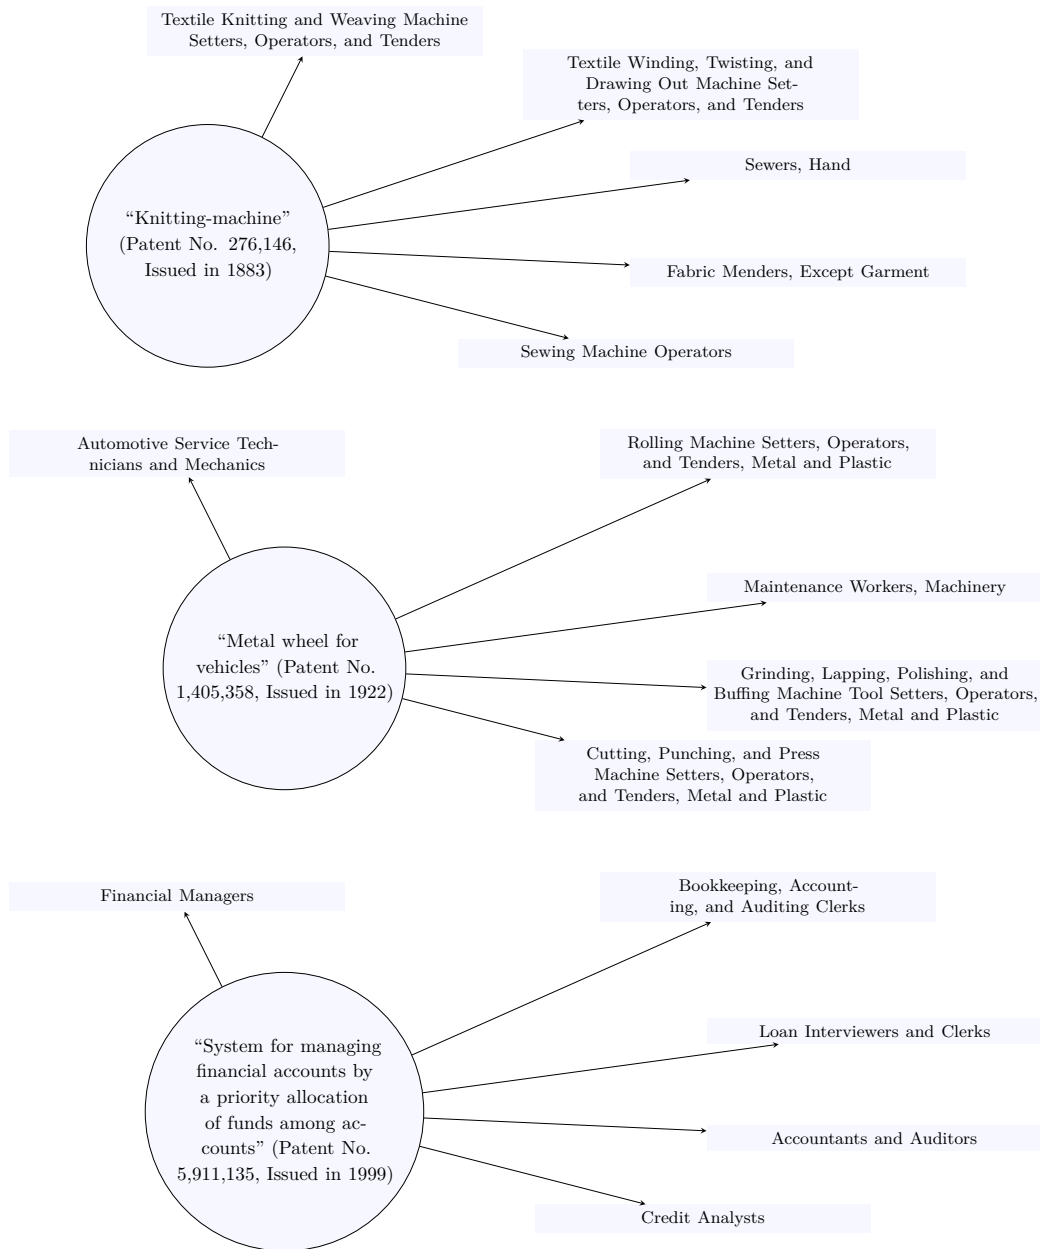 Textile Knitting and Weaving Machine
Setters, Operators, and Tenders
Textile Winding, Twisting, and
Drawing Out Machine Set-
ters, Operators, and Tenders
Sewers, Hand
“Knitting-machine”
(Patent No. 276,146,
Issued in 1883)
Fabric Menders, Except Garment
Sewing Machine Operators
Automotive Service Tech-
nicians and Mechanics
Rolling Machine Setters, Operators,
and Tenders, Metal and Plastic
Maintenance Workers, Machinery
“Metal wheel for
vehicles” (Patent No.
1,405,358, Issued in 1922)
Grinding, Lapping, Polishing, and
Buffing Machine Tool Setters, Operators,
and Tenders, Metal and Plastic
Cutting, Punching, and Press
Machine Setters, Operators,
and Tenders, Metal and Plastic
Financial Managers
Bookkeeping, Account-
ing, and Auditing Clerks
Loan Interviewers and Clerks
“System for managing
financial accounts by
a priority allocation
of funds among ac-
counts” (Patent No.
5,911,135, Issued in 1999)
Accountants and Auditors
Credit Analysts